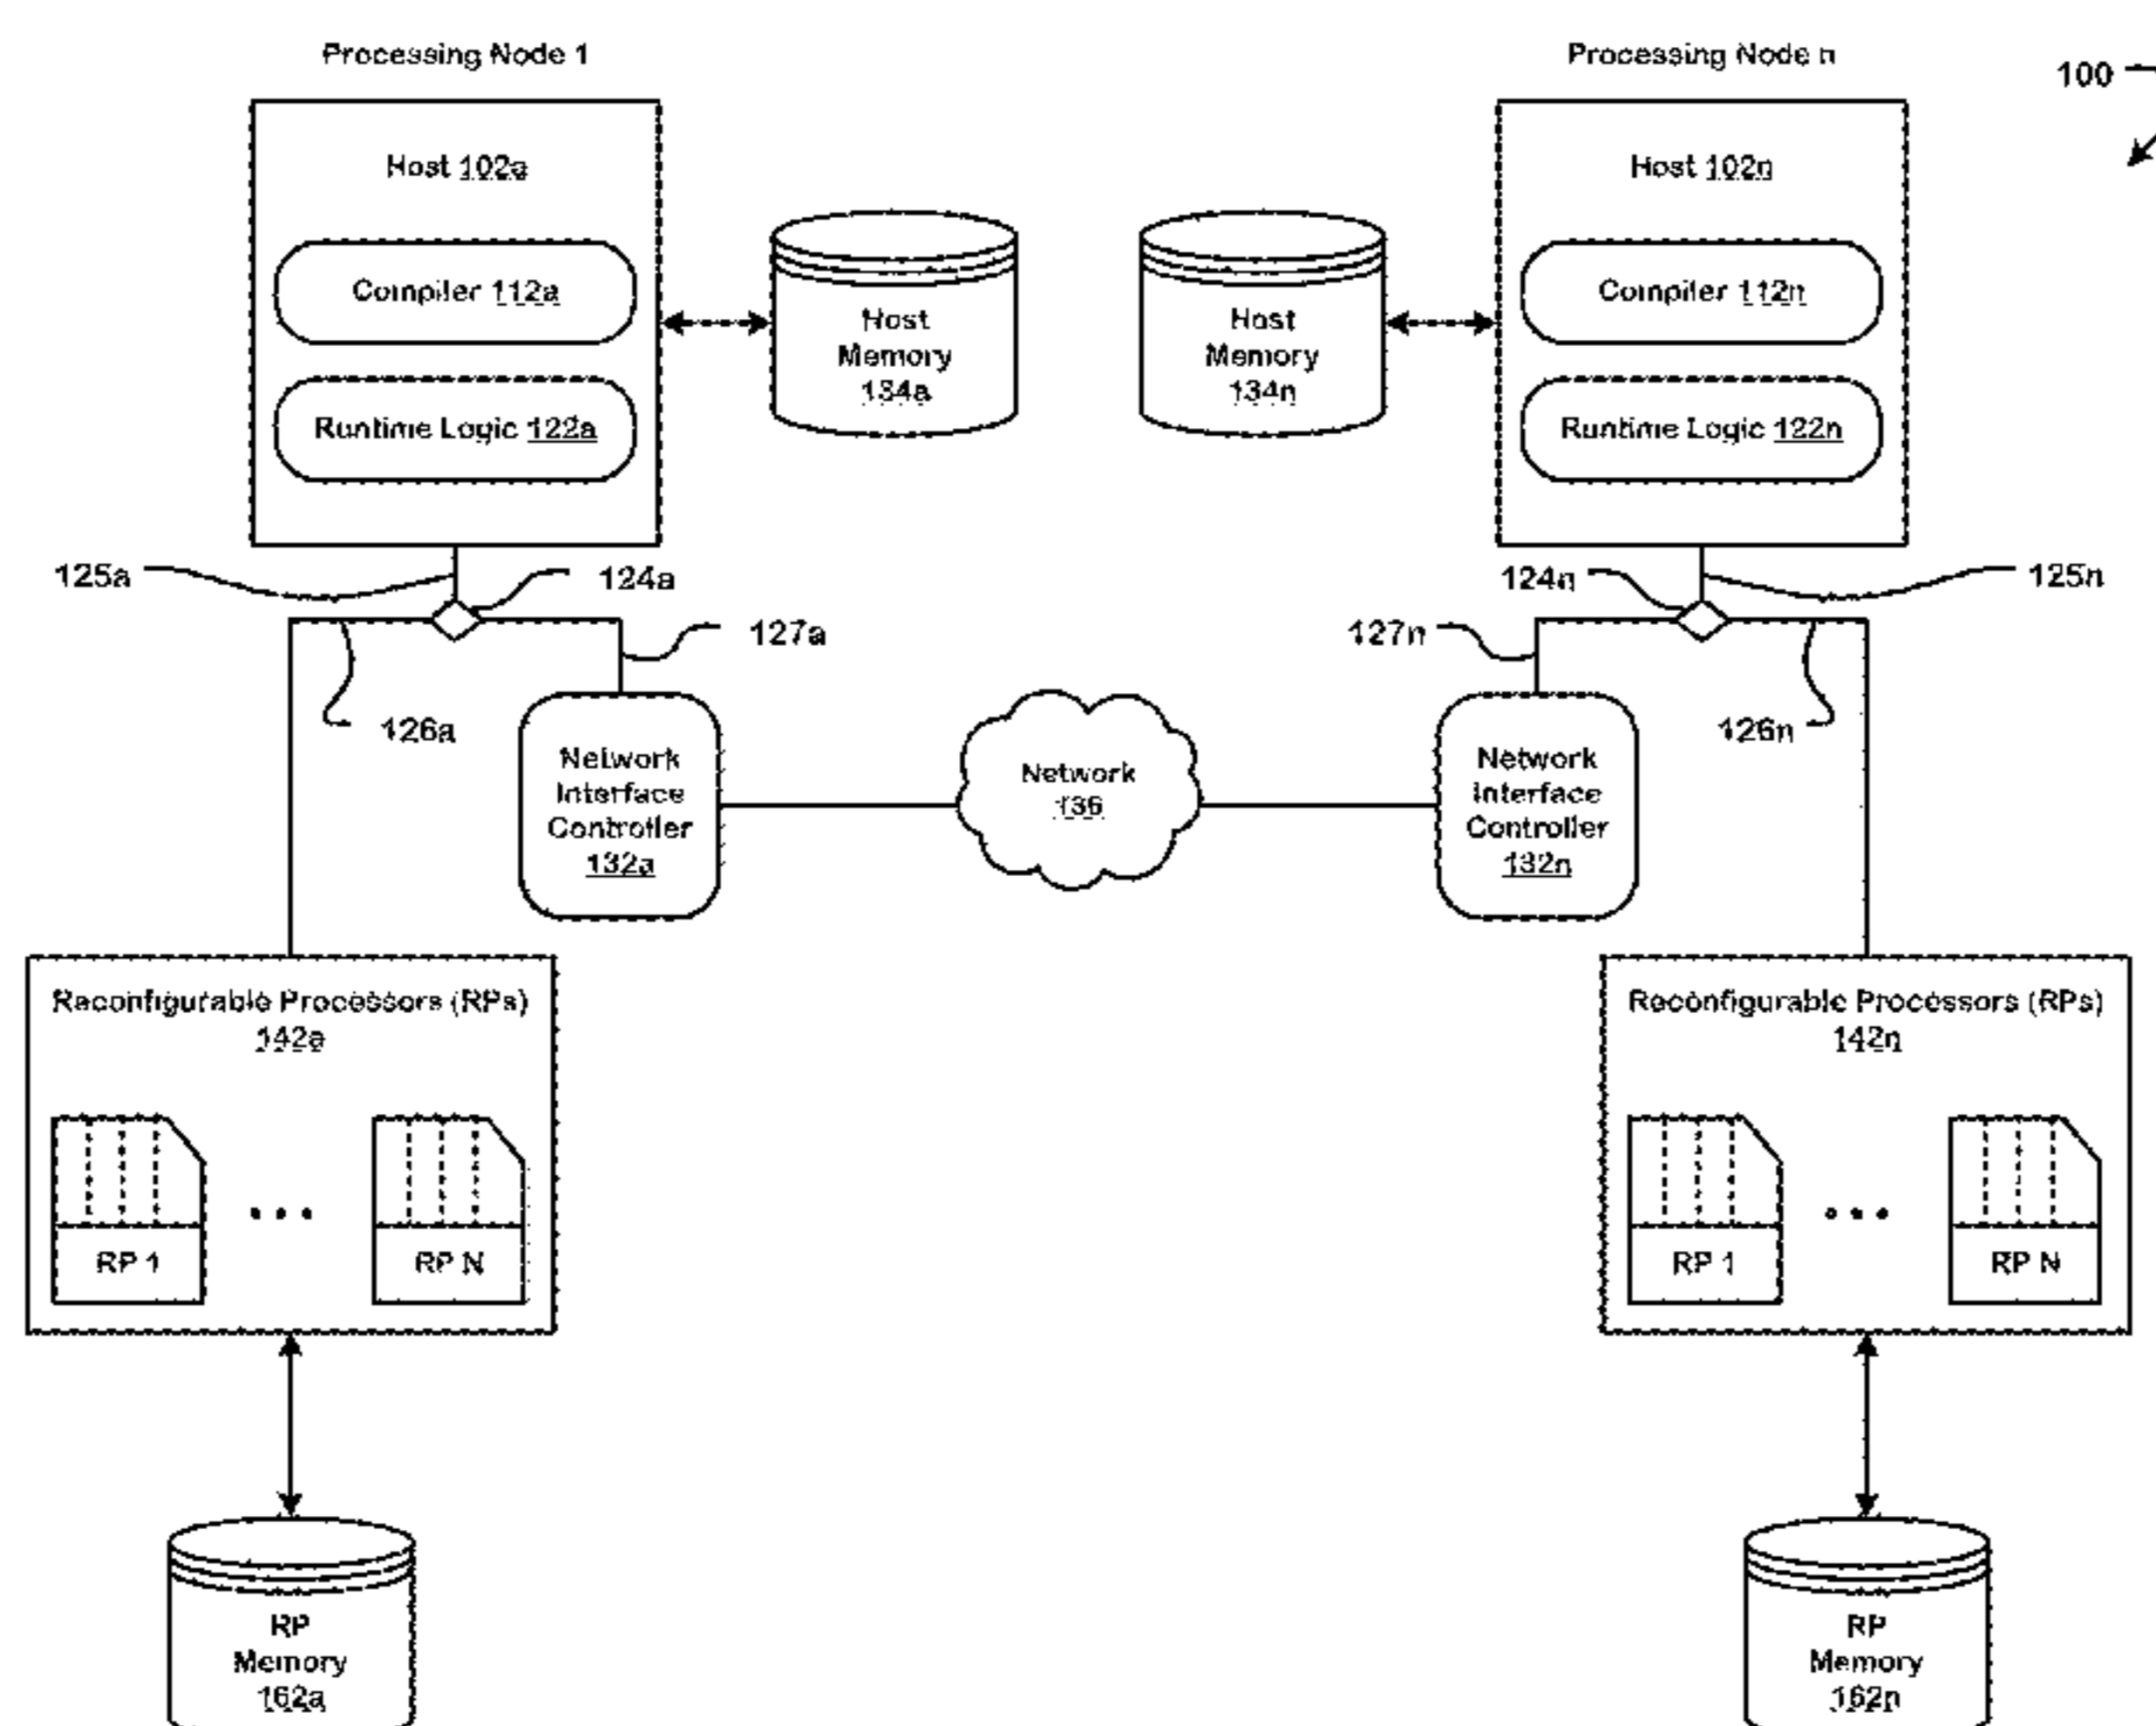 Processing Node 1
Processing Node n
100
Host 102a
Host 102n
Compiler 112a
Compiler 112n
Host
Memory
134a
Host
Memory
134n
Runtime Logic 122a
Runtime Logic 122n
125a
124a
124n
125n
127a
127n
126a
126n
Network
Interface
Controller
132a
Network
136
Network
Interface
Controller
132n
Reconfigurable Processors (RPs)
142a
Reconfigurable Processors (RPs)
142n
RP 1
• • •
RP N
RP 1
• • •
RP N
RP
Memory
162a
RP
Memory
162n